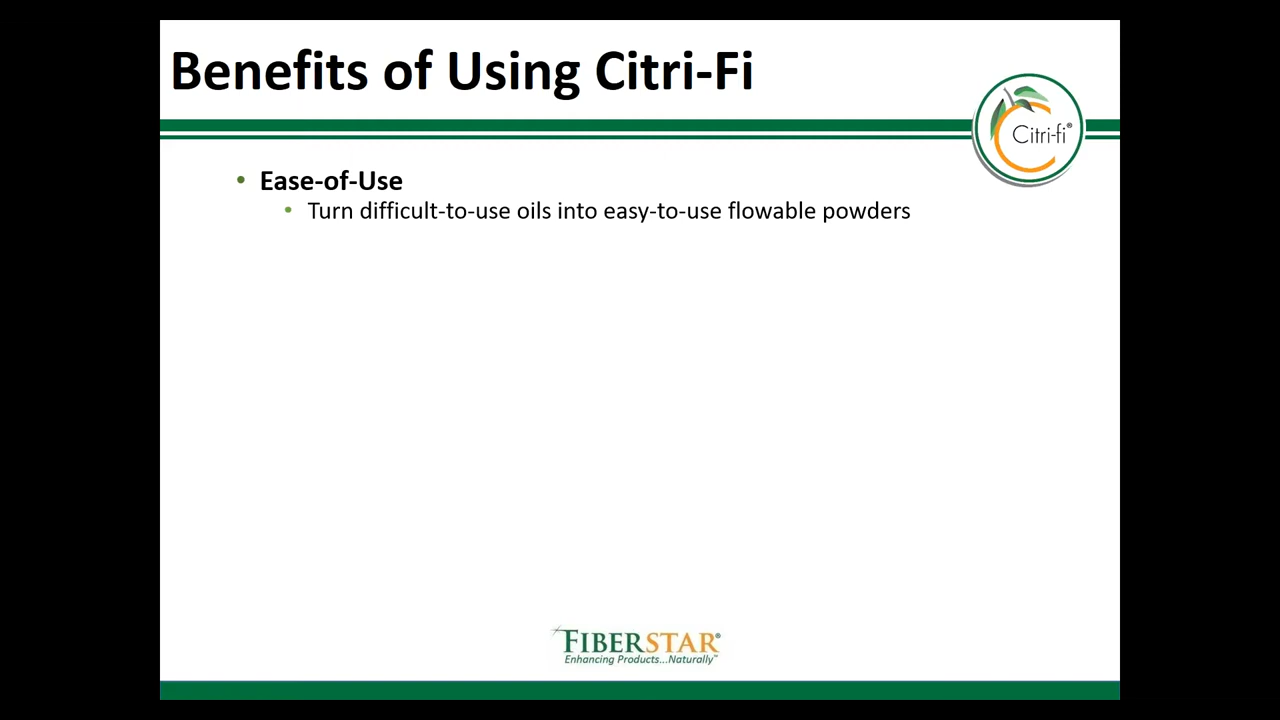 Benefits of Using Citri-Fi
Citri-fi®
• Ease-of-Use
• Turn difficult-to-use oils into easy-to-use flowable powders
FIBERSTAR®
Enhancing Products...Naturally™